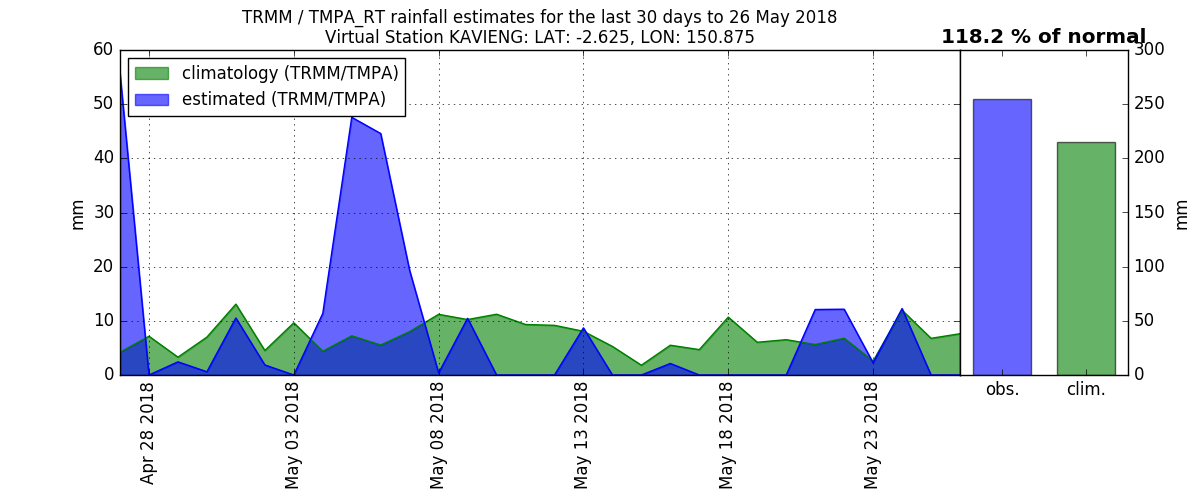 TRMM / TMPA_RT rainfall estimates for the last 30 days to 26 May 2018
Virtual Station KAVIENG: LAT: -2.625, LON: 150.875
118.2 % of normal
climatology (TRMM/TMPA)
estimated (TRMM/TMPA)
60
50
40
30
20
10
0
mm
Apr 28 2018
May 03 2018
May 08 2018
May 13 2018
May 18 2018
May 23 2018
obs.
clim.
300
250
200
150
100
50
0
mm